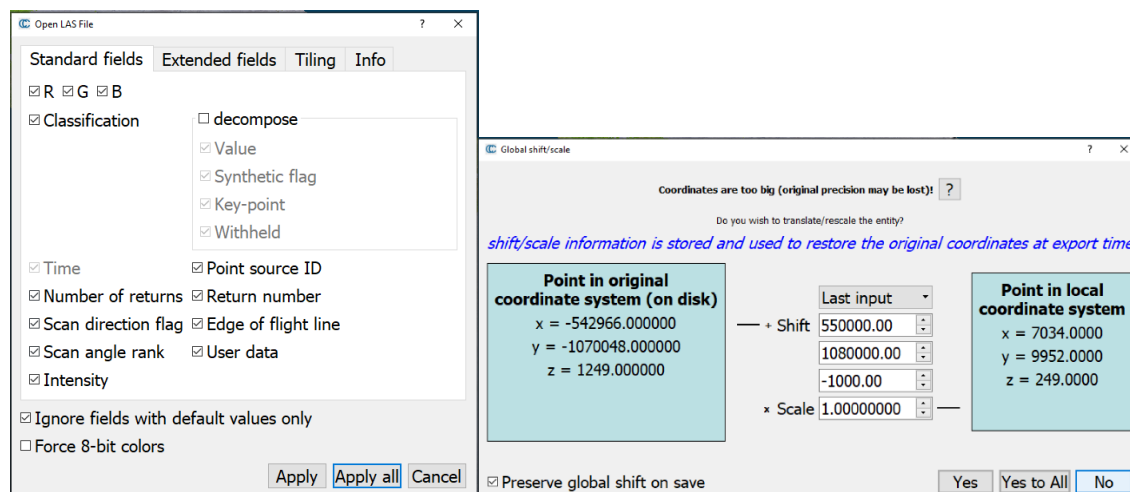 Open LAS File
?
Standard fields Extended fields Tiling Info
R G B
Classification
decompose
Value
Synthetic flag
Key-point
Withheld
Time Point source ID
Number of returns Return number
Scan direction flag Edge of flight line
Scan angle rank User data
Intensity
Ignore fields with default values only
Force 8-bit colors
Apply Apply all Cancel
Global shift/scale
?
Coordinates are too big (original precision may be lost)! ?
Do you wish to translate/rescale the entity?
shift/scale information is stored and used to restore the original coordinates at export time
Point in original
coordinate system (on disk)
x = -542966.000000
y = -1070048.000000
z = 1249.000000
Last input
+ Shift 550000.00
1080000.00
-1000.00
x Scale 1.00000000
Point in local
coordinate system
x = 7034.0000
y = 9952.0000
z = 249.0000
Preserve global shift on save
Yes Yes to All No